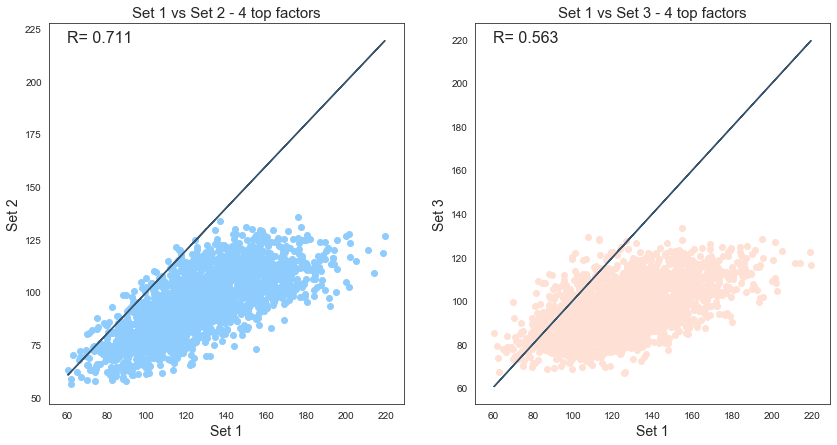 Set 1 vs Set 2 - 4 top factors
R= 0.711
225
200
175
150
125
100
75
50
Set 2
60 80 100 120 140 160 180 200 220
Set 1
Set 1 vs Set 3 - 4 top factors
R= 0.563
220
200
180
160
140
120
100
80
60
Set 3
60 80 100 120 140 160 180 200 220
Set 1